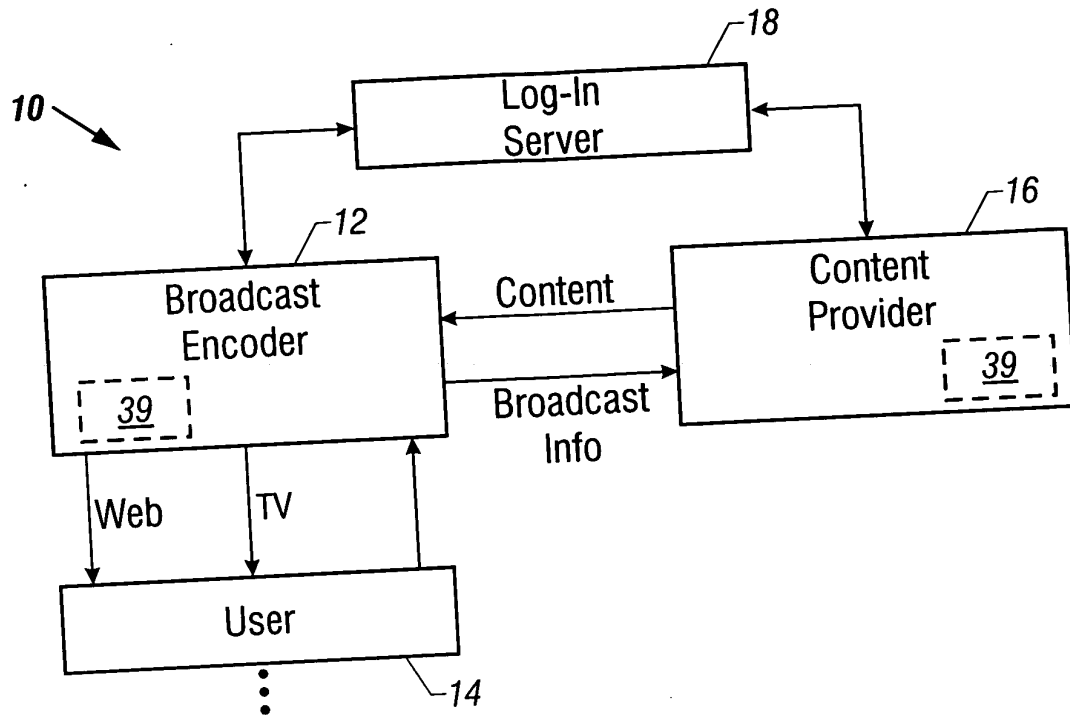 18
Log-In
Server
10
16
12
Broadcast
Encoder
Content
Content
Provider
39
39
Broadcast
Info
Web
TV
User
14